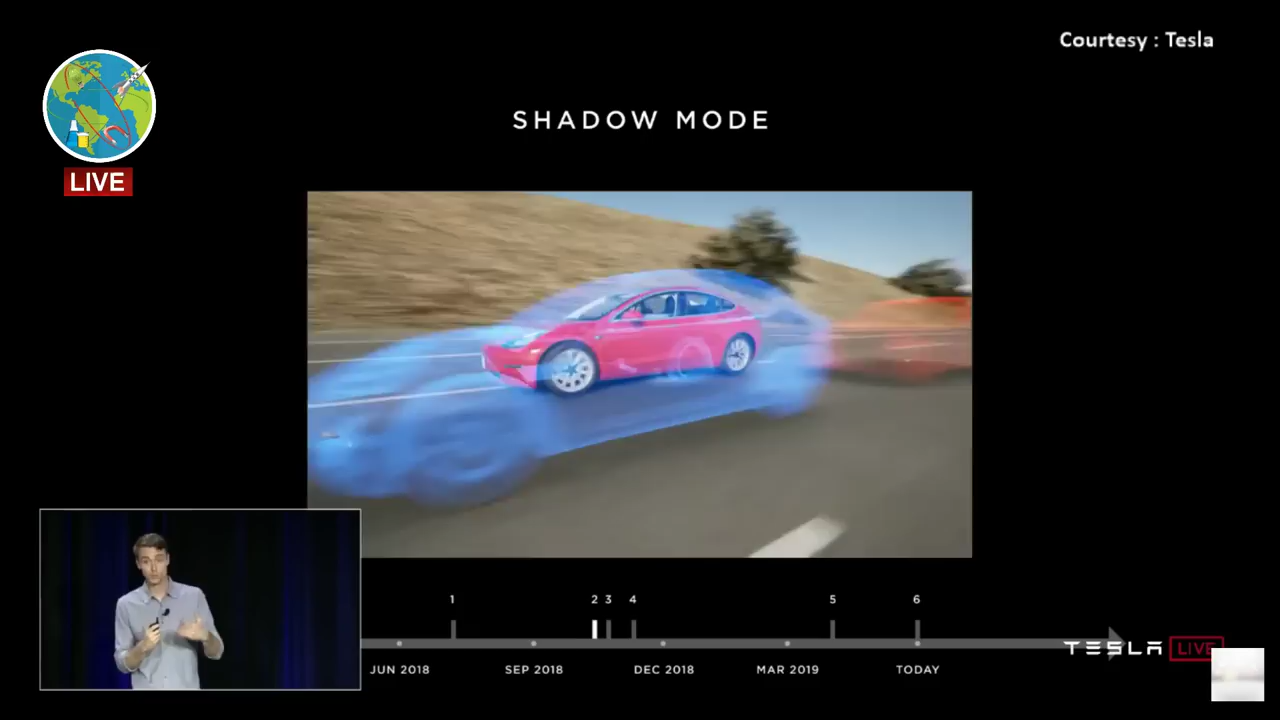 Courtesy : Tesla
SHADOW MODE
LIVE
1 2 3 4 5 6
JUN 2018 SEP 2018 DEC 2018 MAR 2019 TODAY
TESLA LIVE